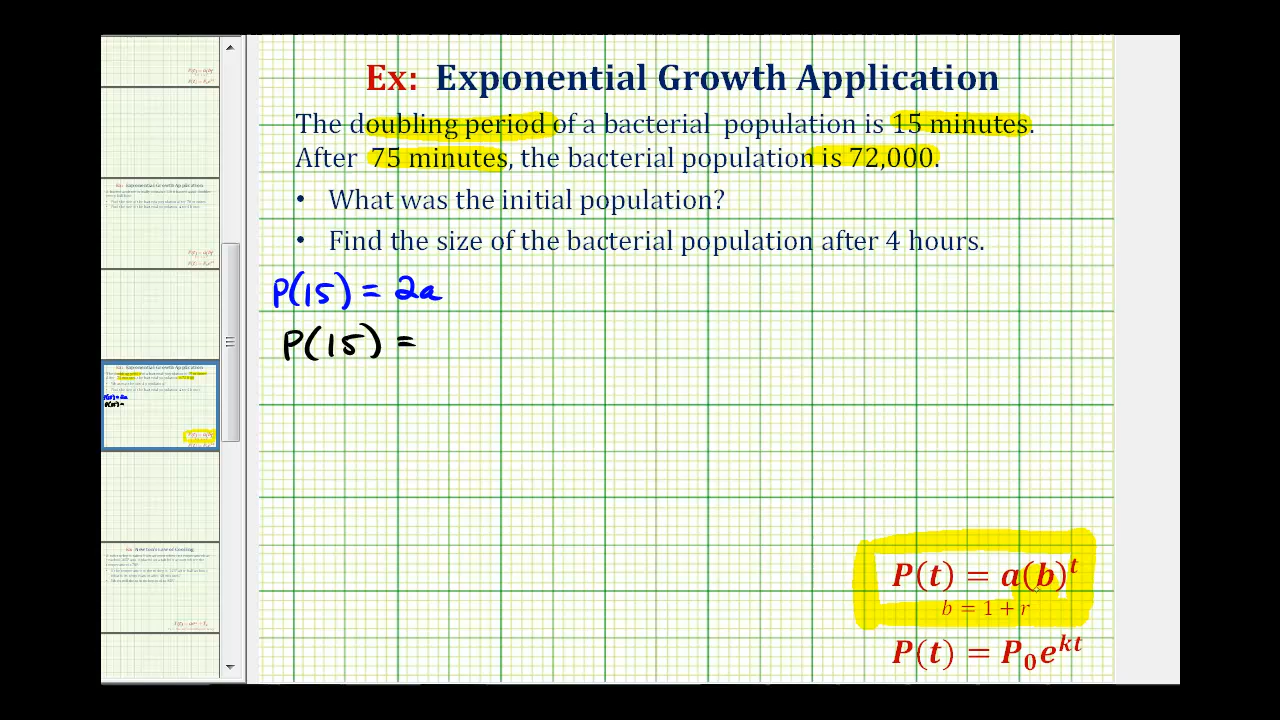 Ex: Exponential Growth Application
The doubling period of a bacterial population is 15 minutes.
After 75 minutes, the bacterial population is 72,000.
• What was the initial population?
• Find the size of the bacterial population after 4 hours.
P(15) = 2a
P(15) =
P(t) = a(b)^t
b = 1 + r
P(t) = P₀e^{kt}